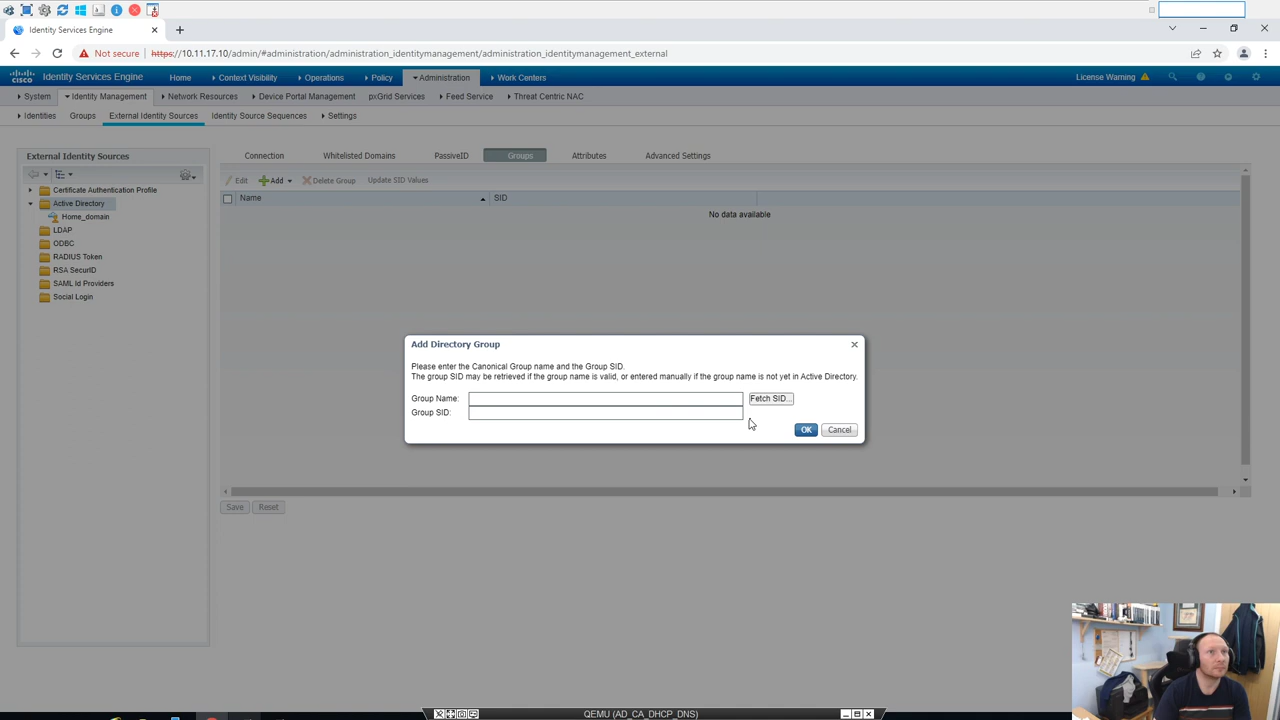 Identity Services Engine
Not secure
https://10.11.17.10/admin/#administration/administration_identitymanagement/administration_identitymanagement_external
CISCO
Identity Services Engine
Home
Context Visibility
Operations
Policy
Administration
Work Centers
License Warning
System
Identity Management
Network Resources
Device Portal Management
pxGrid Services
Feed Service
Threat Centric NAC
Identities
Groups
External Identity Sources
Identity Source Sequences
Settings
External Identity Sources
Certificate Authentication Profile
Active Directory
Home_domain
LDAP
ODBC
RADIUS Token
RSA SecurID
SAML Id Providers
Social Login
Connection
Whitelisted Domains
PassiveID
Groups
Attributes
Advanced Settings
Edit
Add
Delete Group
Update SID Values
Name
SID
No data available
Add Directory Group
Please enter the Canonical Group name and the Group SID.
The group SID may be retrieved if the group name is valid, or entered manually if the group name is not yet in Active Directory.
Group Name:
Fetch SID...
Group SID:
OK
Cancel
Save
Reset
QEMU (AD_CA_DHCP_DNS)